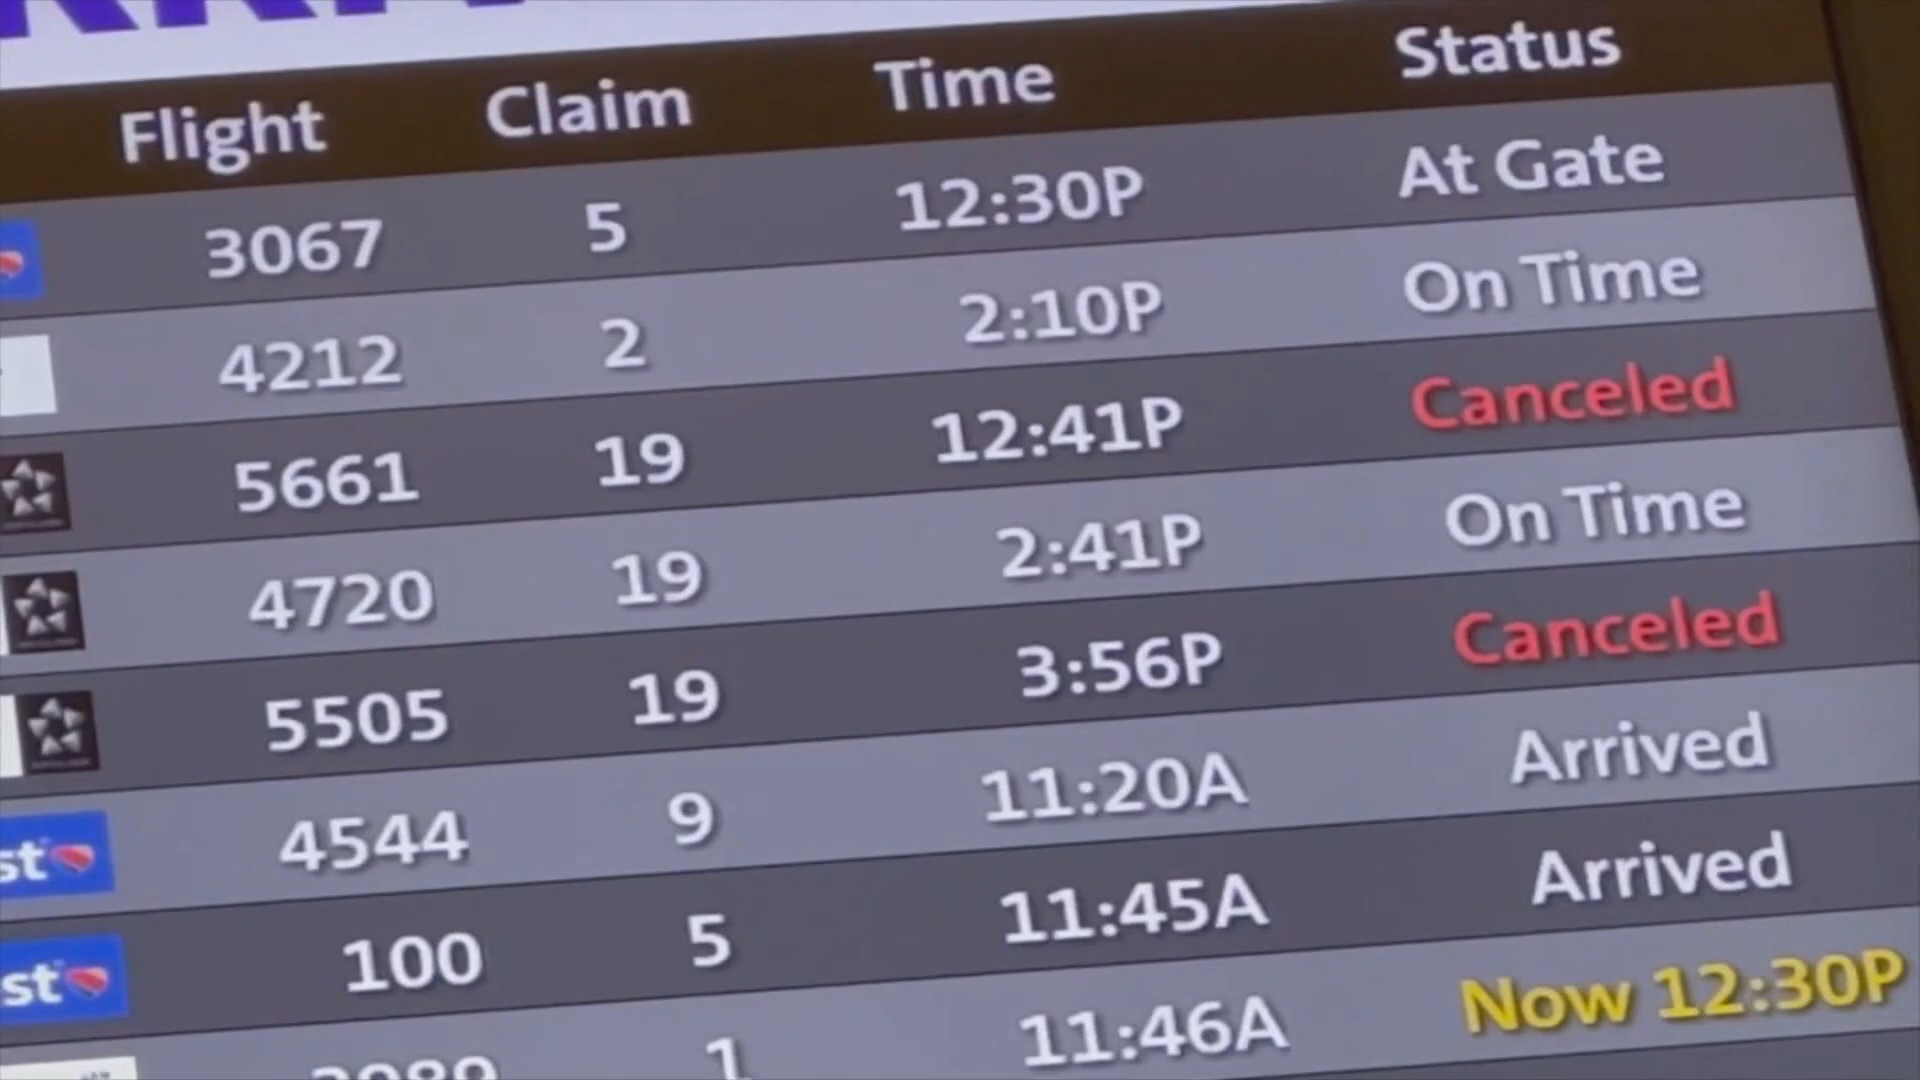 Flight Claim Time Status
3067 5 12:30P At Gate
4212 2 2:10P On Time
5661 19 12:41P Canceled
4720 19 2:41P On Time
5505 19 3:56P Canceled
st 4544 9 11:20A Arrived
st 100 5 11:45A Arrived
1 11:46A Now 12:30P